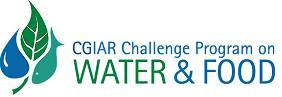 CGIAR Challenge Program on
WATER & FOOD